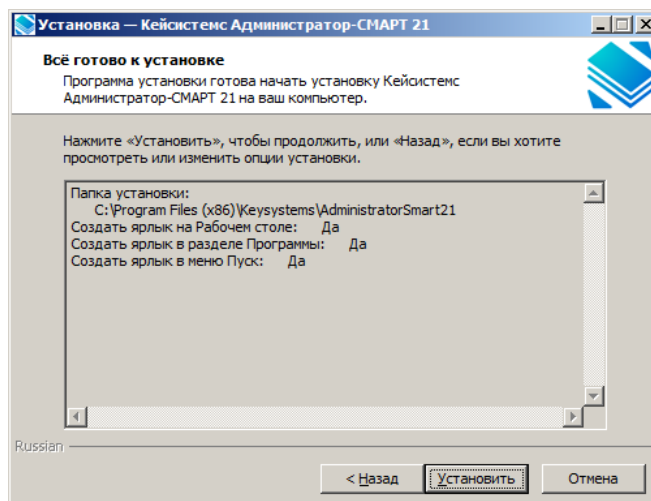 Установка — Кейсистемс Администратор-СМАРТ 21
Всё готово к установке
Программа установки готова начать установку Кейсистемс
Администратор-СМАРТ 21 на ваш компьютер.
Нажмите «Установить», чтобы продолжить, или «Назад», если вы хотите
просмотреть или изменить опции установки.
Папка установки:
C:\Program Files (x86)\Keysystems\AdministratorSmart21
Создать ярлык на Рабочем столе: Да
Создать ярлык в разделе Программы: Да
Создать ярлык в меню Пуск: Да
Russian
< Назад Установить Отмена